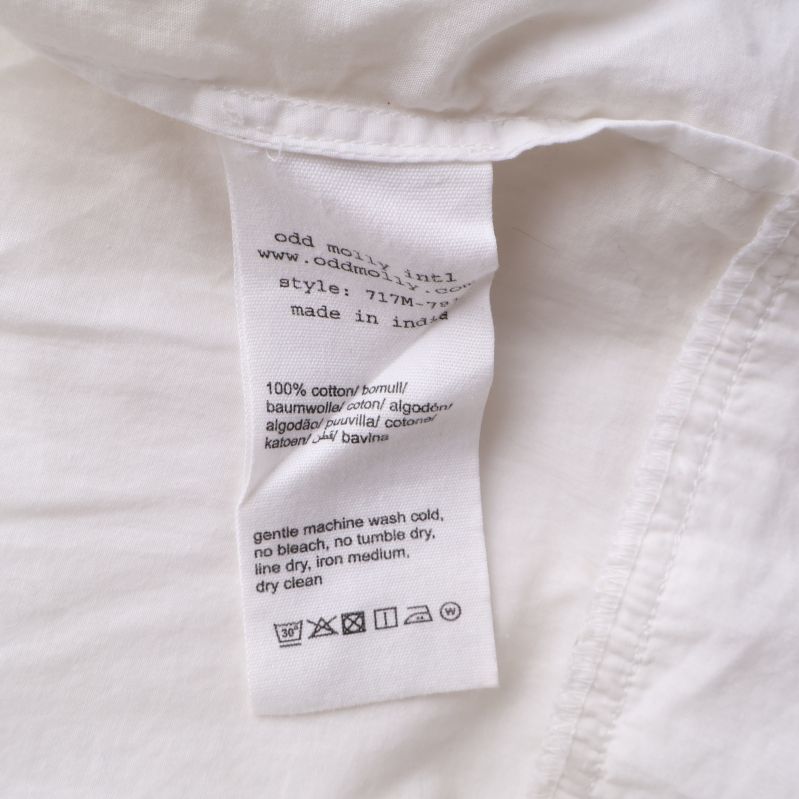 odd molly intl
www.oddmolly.com
style: 717M-79
made in india
100% cotton/ bomull/
baumwolle/ coton/ algodón/
algodão/ puuvilla/ cotone/
katoen/ قطن/ bavlna
gentle machine wash cold,
no bleach, no tumble dry,
line dry, iron medium,
dry clean
30°
W